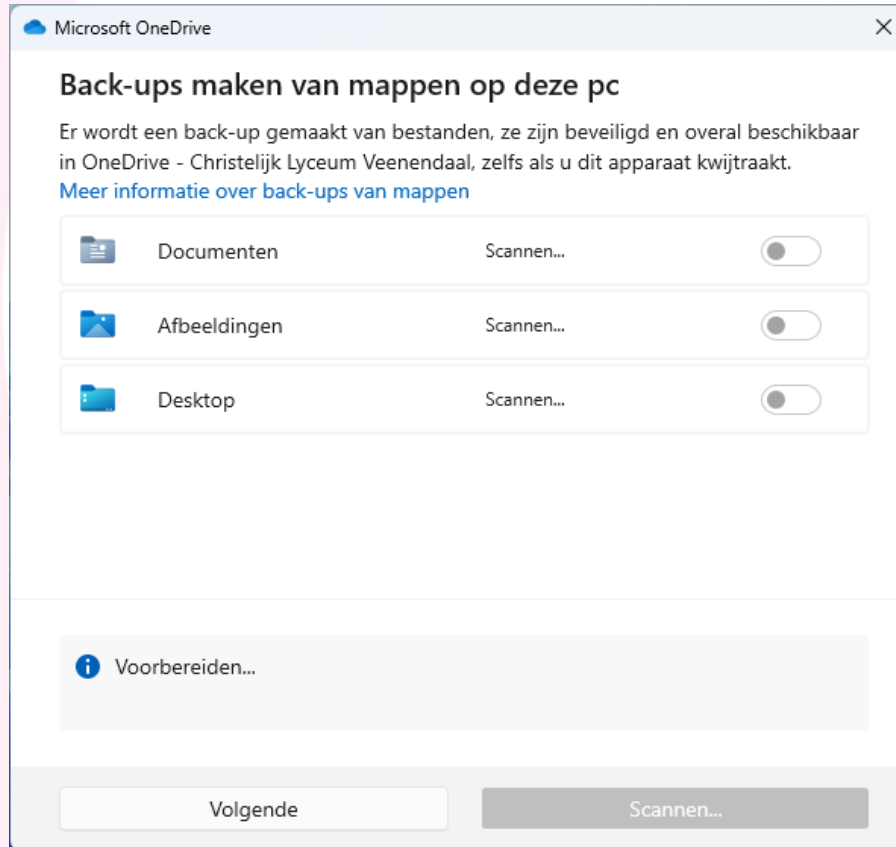 Microsoft OneDrive
Back-ups maken van mappen op deze pc
Er wordt een back-up gemaakt van bestanden, ze zijn beveiligd en overal beschikbaar
in OneDrive - Christelijk Lyceum Veenendaal, zelfs als u dit apparaat kwijtraakt.
Meer informatie over back-ups van mappen
Documenten Scannen...
Afbeeldingen Scannen...
Desktop Scannen...
Voorbereiden...
Volgende Scannen...